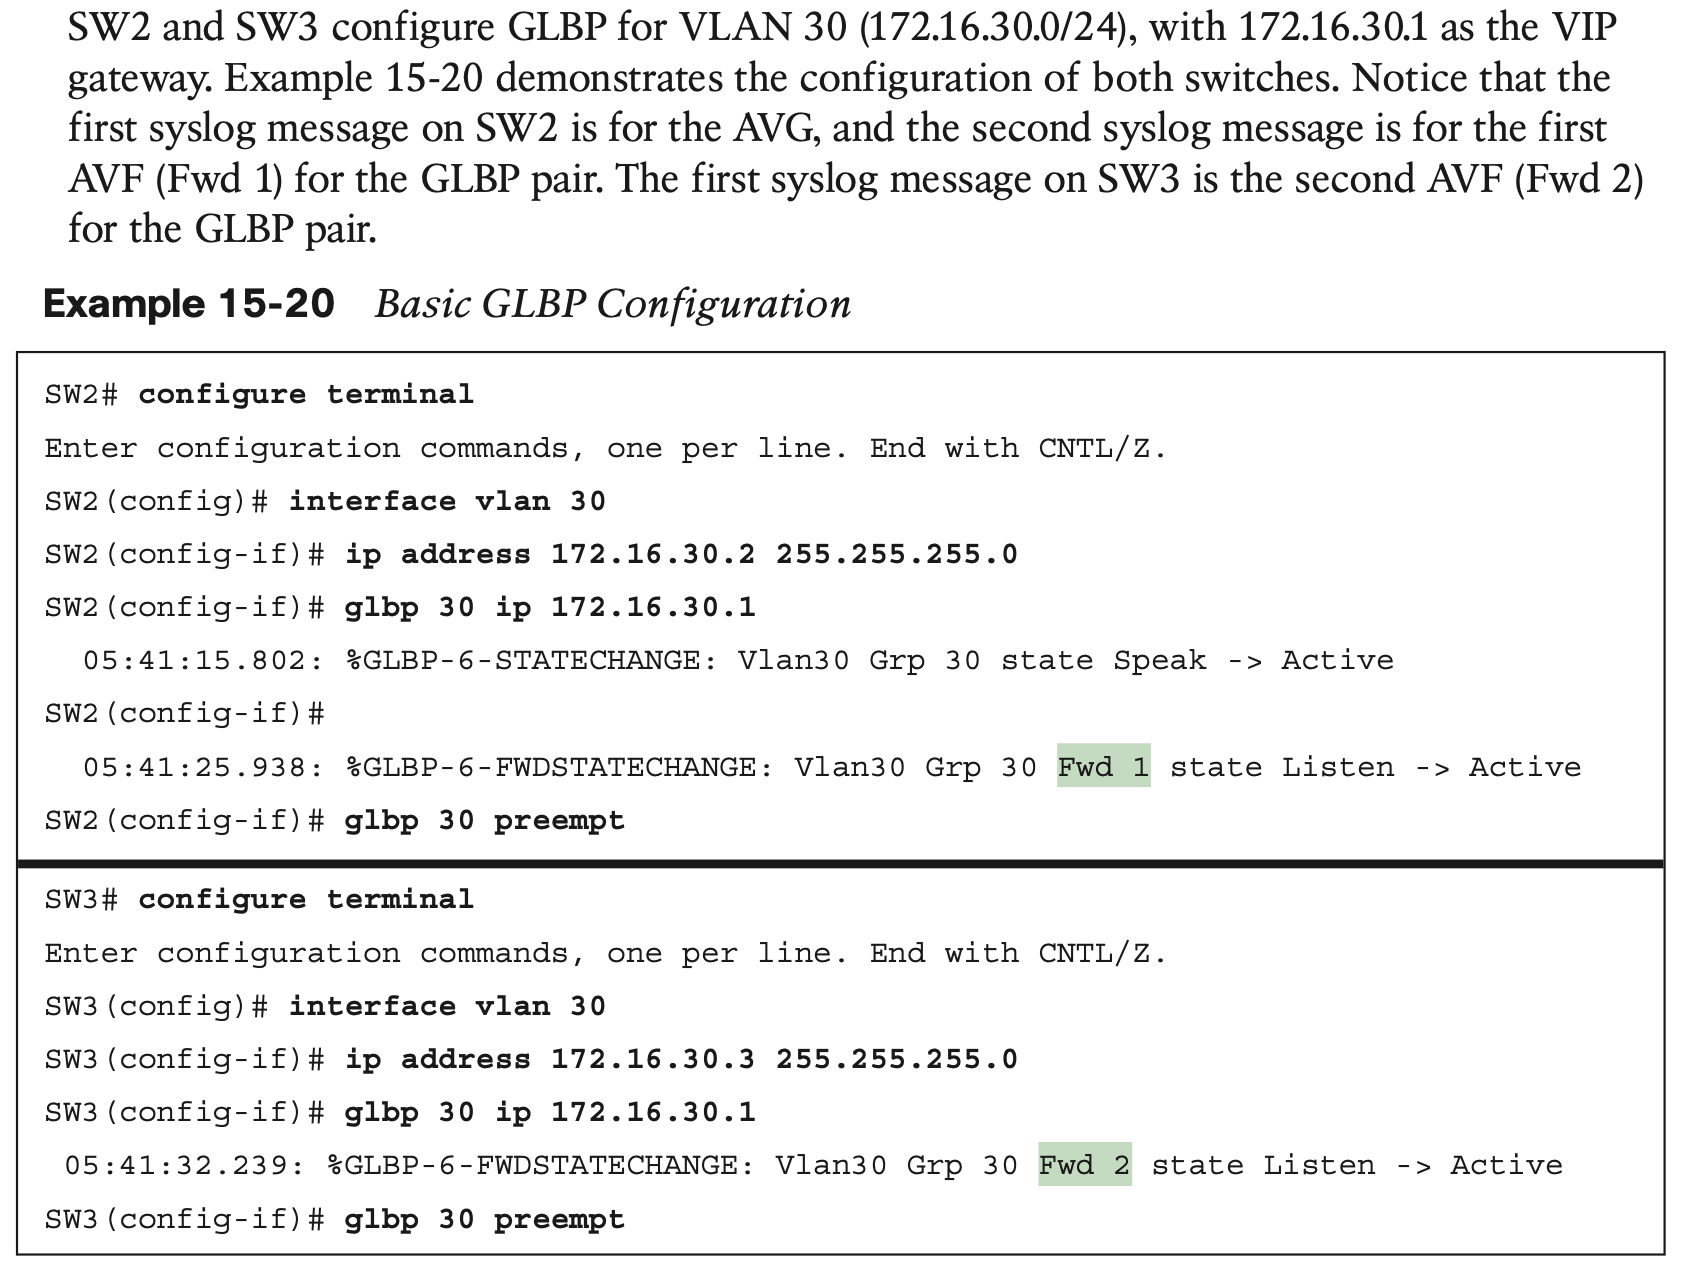 SW2 and SW3 configure GLBP for VLAN 30 (172.16.30.0/24), with 172.16.30.1 as the VIP
gateway. Example 15-20 demonstrates the configuration of both switches. Notice that the
first syslog message on SW2 is for the AVG, and the second syslog message is for the first
AVF (Fwd 1) for the GLBP pair. The first syslog message on SW3 is the second AVF (Fwd 2)
for the GLBP pair.
Example 15-20 Basic GLBP Configuration
SW2# configure terminal
Enter configuration commands, one per line. End with CNTL/Z.
SW2(config)# interface vlan 30
SW2(config-if)# ip address 172.16.30.2 255.255.255.0
SW2(config-if)# glbp 30 ip 172.16.30.1
05:41:15.802: %GLBP-6-STATECHANGE: Vlan30 Grp 30 state Speak -> Active
SW2(config-if)#
05:41:25.938: %GLBP-6-FWDSTATECHANGE: Vlan30 Grp 30 Fwd 1 state Listen -> Active
SW2(config-if)# glbp 30 preempt
SW3# configure terminal
Enter configuration commands, one per line. End with CNTL/Z.
SW3(config)# interface vlan 30
SW3(config-if)# ip address 172.16.30.3 255.255.255.0
SW3(config-if)# glbp 30 ip 172.16.30.1
05:41:32.239: %GLBP-6-FWDSTATECHANGE: Vlan30 Grp 30 Fwd 2 state Listen -> Active
SW3(config-if)# glbp 30 preempt